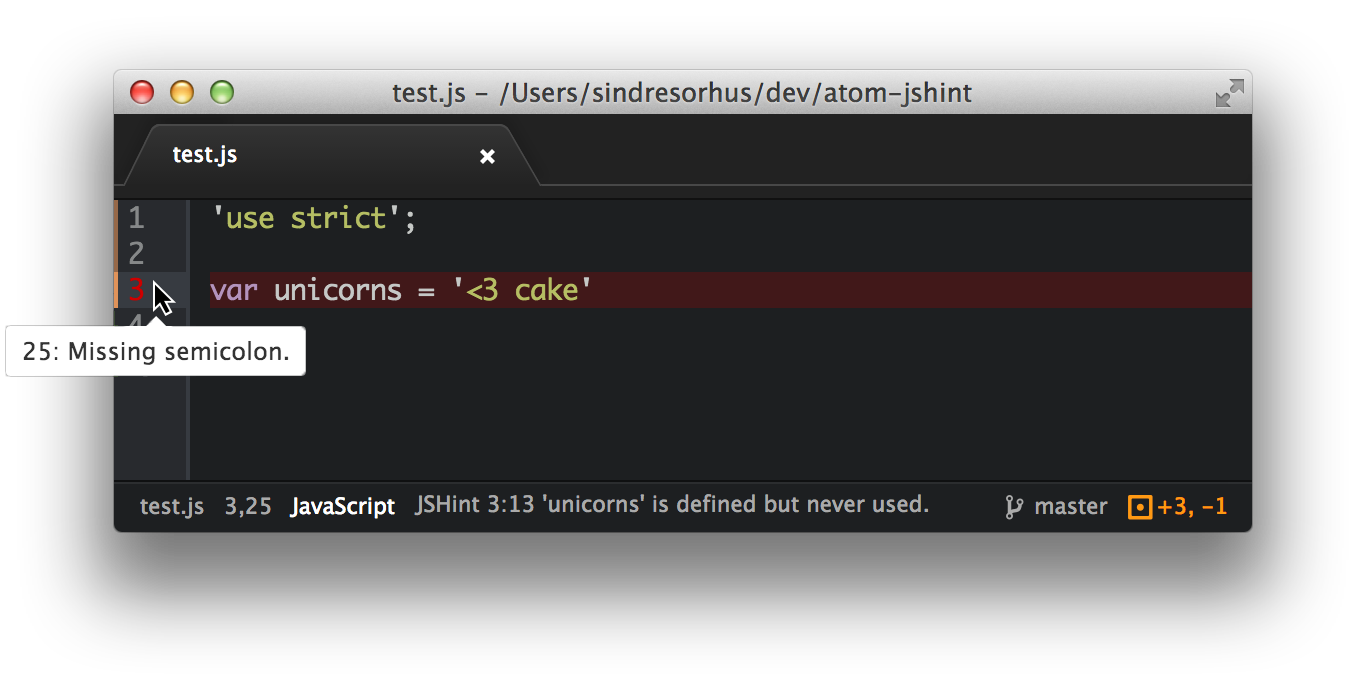 test.js – /Users/sindresorhus/dev/atom-jshint
test.js
1 'use strict';
2
3 var unicorns = '<3 cake'
4
25: Missing semicolon.
test.js 3,25 JavaScript JSHint 3:13 'unicorns' is defined but never used. master +3, -1